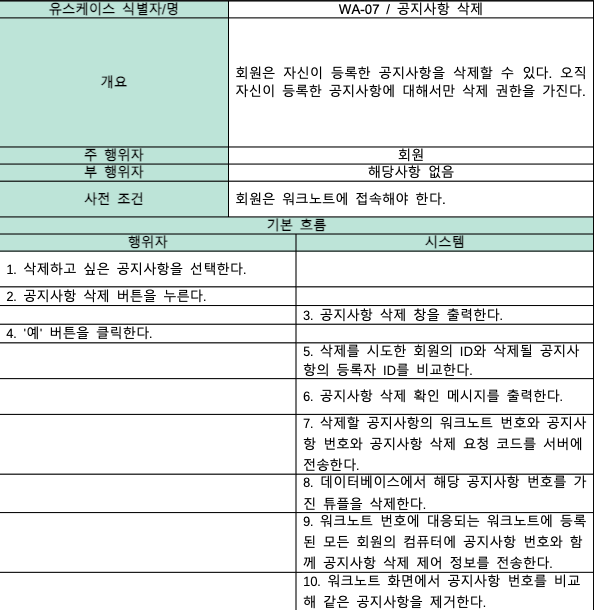 유스케이스 식별자/명
WA-07 / 공지사항 삭제
개요
회원은 자신이 등록한 공지사항을 삭제할 수 있다. 오직
자신이 등록한 공지사항에 대해서만 삭제 권한을 가진다.
주 행위자
회원
부 행위자
해당사항 없음
사전 조건
회원은 워크노트에 접속해야 한다.
기본 흐름
행위자
시스템
1. 삭제하고 싶은 공지사항을 선택한다.
2. 공지사항 삭제 버튼을 누른다.
3. 공지사항 삭제 창을 출력한다.
4. '예' 버튼을 클릭한다.
5. 삭제를 시도한 회원의 ID와 삭제될 공지사
항의 등록자 ID를 비교한다.
6. 공지사항 삭제 확인 메시지를 출력한다.
7. 삭제할 공지사항의 워크노트 번호와 공지사
항 번호와 공지사항 삭제 요청 코드를 서버에
전송한다.
8. 데이터베이스에서 해당 공지사항 번호를 가
진 튜플을 삭제한다.
9. 워크노트 번호에 대응되는 워크노트에 등록
된 모든 회원의 컴퓨터에 공지사항 번호와 함
께 공지사항 삭제 제어 정보를 전송한다.
10. 워크노트 화면에서 공지사항 번호를 비교
해 같은 공지사항을 제거한다.